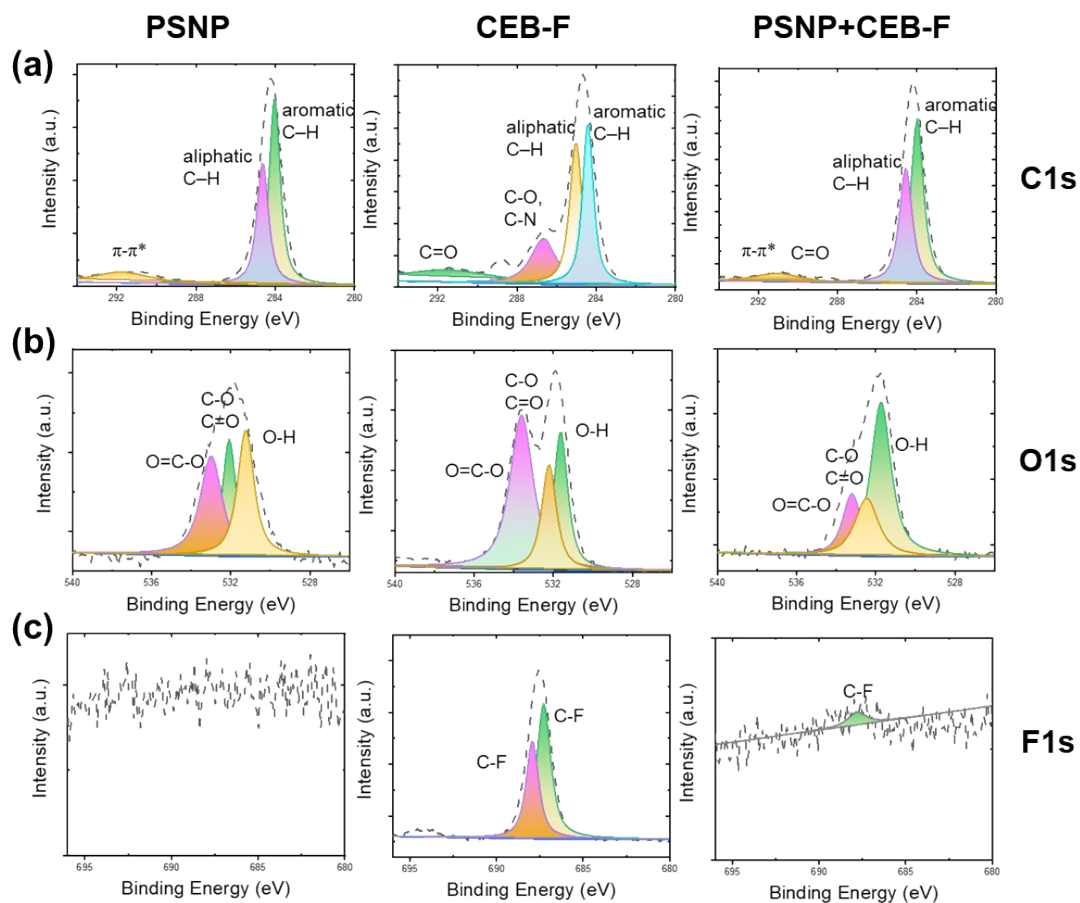 PSNP
CEB-F
PSNP+CEB-F
(a)
Intensity (a.u.)
aromatic
C–H
aliphatic
C–H
π-π*
292
288
284
280
Binding Energy (eV)
Intensity (a.u.)
aromatic
C–H
aliphatic
C–H
C-O,
C-N
C=O
292
288
284
280
Binding Energy (eV)
Intensity (a.u.)
aromatic
C–H
aliphatic
C–H
π-π*
C=O
292
288
284
280
Binding Energy (eV)
C1s
(b)
Intensity (a.u.)
C-O
C=O
O-H
O=C-O
540
536
532
528
Binding Energy (eV)
Intensity (a.u.)
C-O
C=O
O-H
O=C-O
540
536
532
528
Binding Energy (eV)
Intensity (a.u.)
C-O
C=O
O-H
O=C-O
540
536
532
528
Binding Energy (eV)
O1s
(c)
Intensity (a.u.)
695
690
685
680
Binding Energy (eV)
Intensity (a.u.)
C-F
C-F
695
690
685
680
Binding Energy (eV)
Intensity (a.u.)
C-F
695
690
685
680
Binding Energy (eV)
F1s